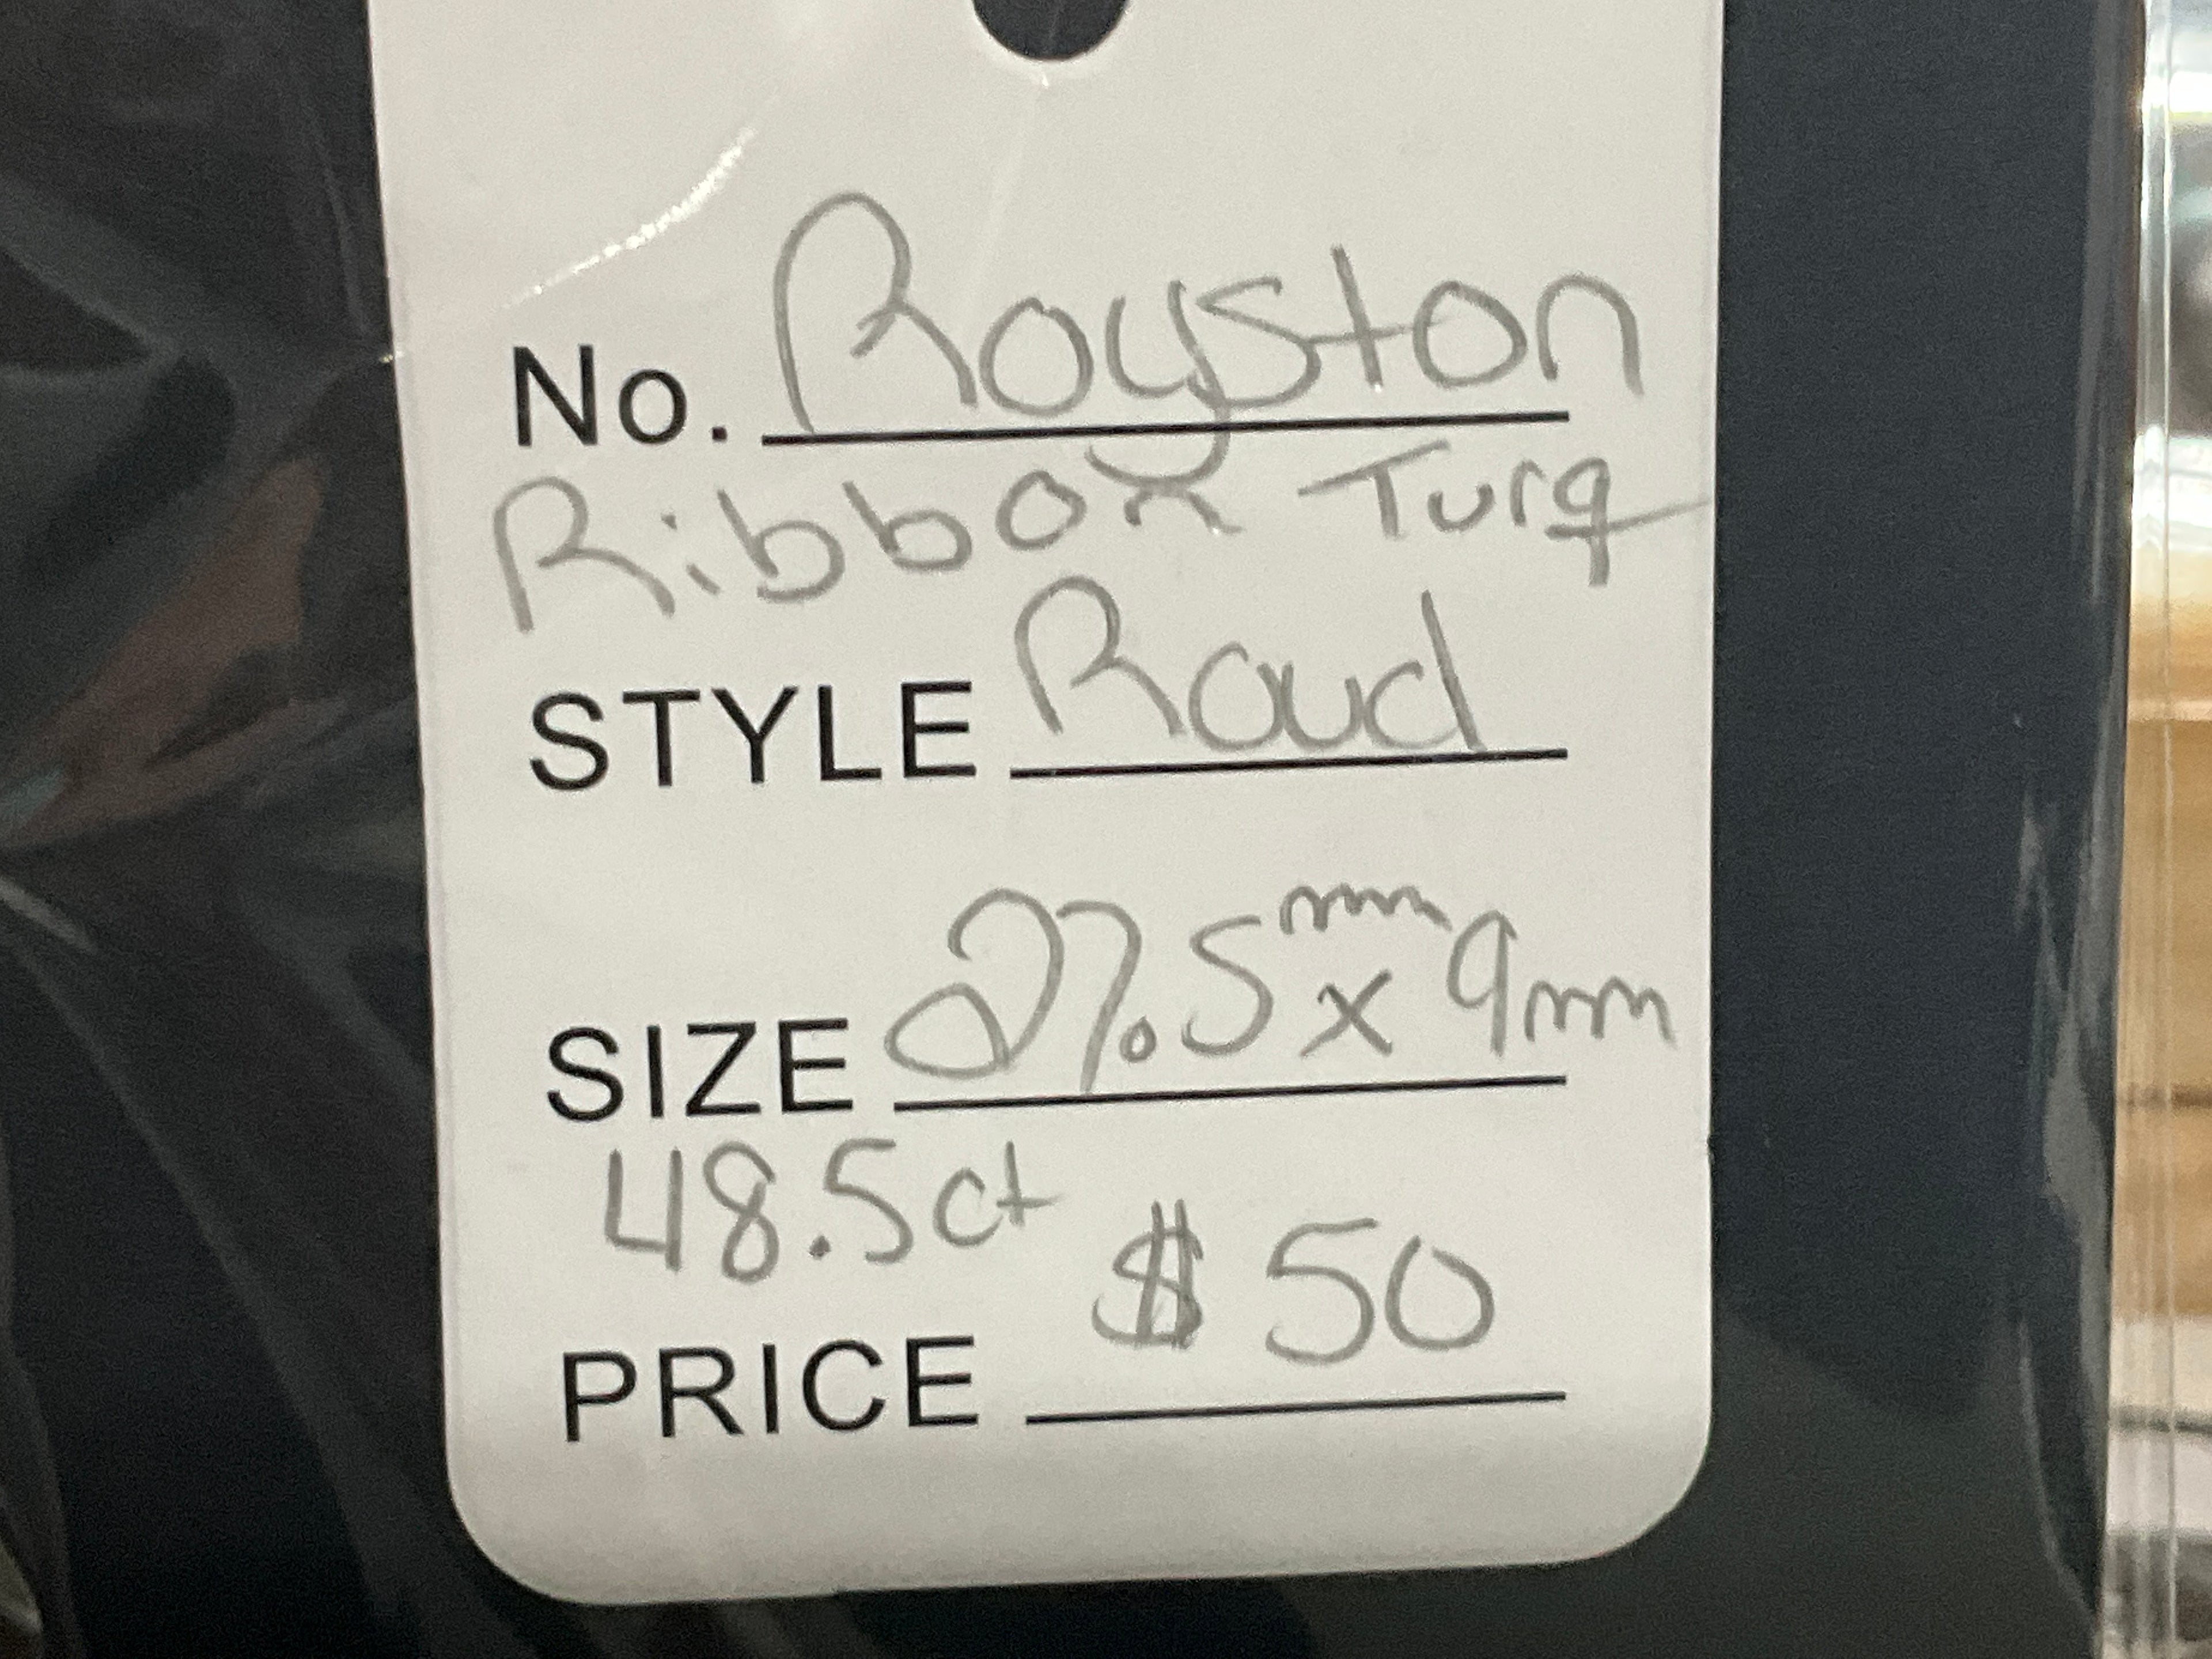 No. Royston
Ribbon Turq
STYLE Roud
SIZE 27.5mm x 9mm
48.5ct
PRICE $50